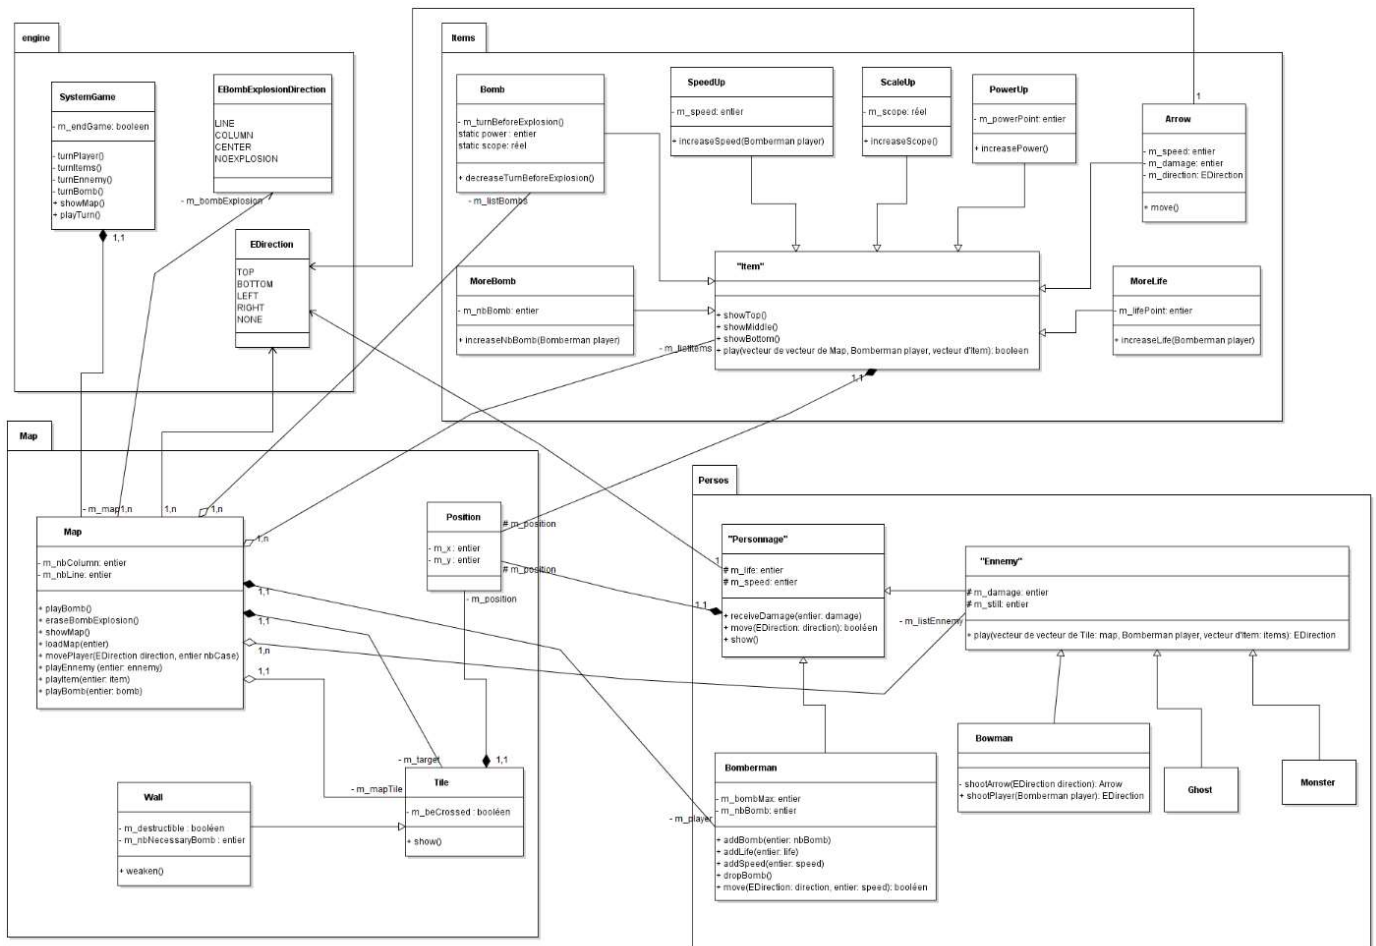 engine
SystemGame
- m_endGame: booleen
- turnPlayer()
- turnItems()
- turnEnnemy()
- turnBomb()
+ showMap()
+ playTurn()
1,1
EBombExplosionDirection
LINE
COLUMN
CENTER
NOEXPLOSION
- m_bombExplosion
EDirection
TOP
BOTTOM
LEFT
RIGHT
NONE
Items
Bomb
- m_turnBeforeExplosion()
static power : entier
static scope: réel
+ decreaseTurnBeforeExplosion()
- m_listBombs
SpeedUp
- m_speed: entier
+ increaseSpeed(Bomberman player)
ScaleUp
- m_scope: réel
+ increaseScope()
PowerUp
- m_powerPoint: entier
+ increasePower()
1
Arrow
- m_speed: entier
- m_damage: entier
- m_direction: EDirection
+ move()
MoreBomb
- m_nbBomb: entier
+ increaseNbBomb(Bomberman player)
"Item"
+ showTop()
+ showMiddle()
+ showBottom()
+ play(vecteur de vecteur de Map, Bomberman player, vecteur d'Item): booleen
- m_listItems
1,1
MoreLife
- m_lifePoint: entier
+ increaseLife(Bomberman player)
Map
- m_map
1,n
1,n
1,n
1,n
Map
- m_nbColumn: entier
- m_nbLine: entier
+ playBomb()
+ eraseBombExplosion()
+ showMap()
+ loadMap(entier)
+ movePlayer(EDirection direction, entier nbCase)
+ playEnnemy (entier: ennemy)
+ playItem(entier: item)
+ playBomb(entier: bomb)
1,1
1,1
1,n
1,1
Position
- m_x : entier
- m_y : entier
# m_position
# m_position
- m_position
- m_target
- m_mapTile
1,1
Tile
- m_beCrossed : booléen
+ show()
Wall
- m_destructible : booléen
- m_nbNecessaryBomb : entier
+ weaken()
Persos
"Personnage"
1
# m_life: entier
# m_speed: entier
1,1
+ receiveDamage(entier: damage)
+ move(EDirection: direction): booléen
+ show()
"Ennemy"
# m_damage: entier
# m_still: entier
- m_listEnnemy
+ play(vecteur de vecteur de Tile: map, Bomberman player, vecteur d'Item: items): EDirection
Bomberman
- m_bombMax: entier
- m_nbBomb: entier
- m_player
+ addBomb(entier: nbBomb)
+ addLife(entier: life)
+ addSpeed(entier: speed)
+ dropBomb()
+ move(EDirection: direction, entier: speed): booléen
Bowman
- shootArrow(EDirection direction): Arrow
+ shootPlayer(Bomberman player): EDirection
Ghost
Monster